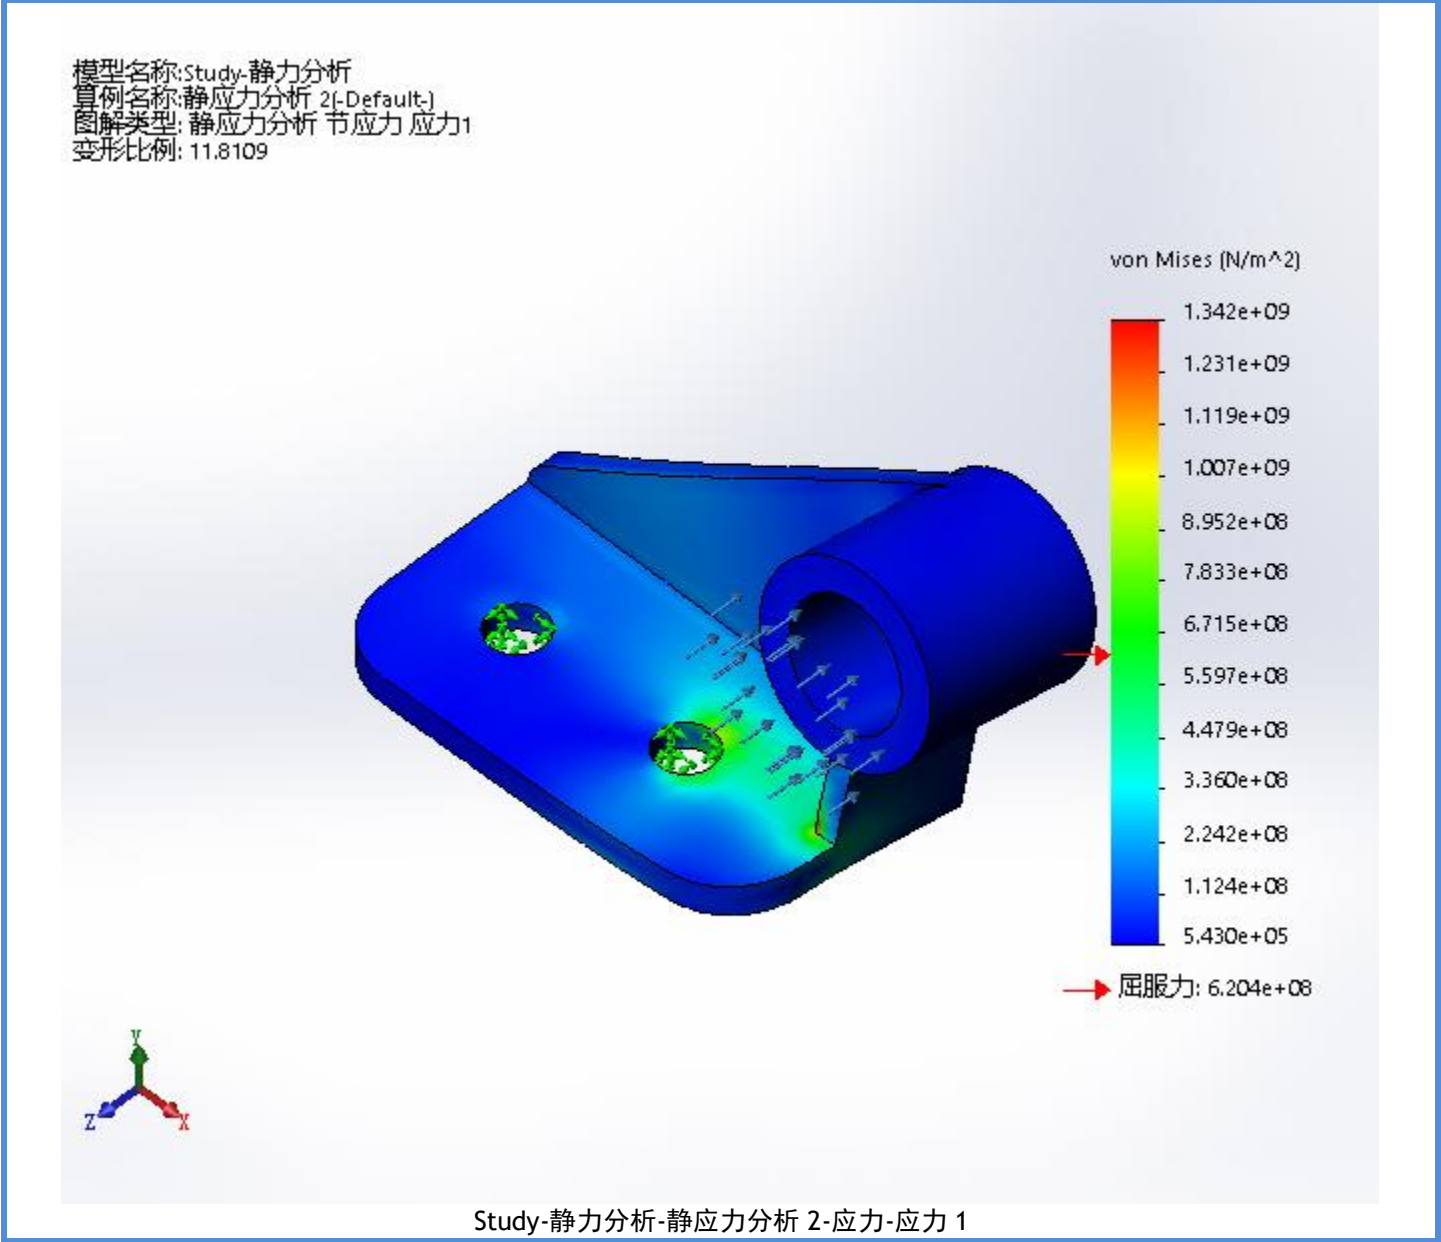 模型名称:Study-静力分析
算例名称:静应力分析 2(-Default-)
图解类型: 静应力分析 节应力 应力1
变形比例: 11.8109
von Mises (N/m^2)
1.342e+09
1.231e+09
1.119e+09
1.007e+09
8.952e+08
7.833e+08
6.715e+08
5.597e+08
4.479e+08
3.360e+08
2.242e+08
1.124e+08
5.430e+05
屈服力: 6.204e+08
Y
Z
X
Study-静力分析-静应力分析 2-应力-应力 1